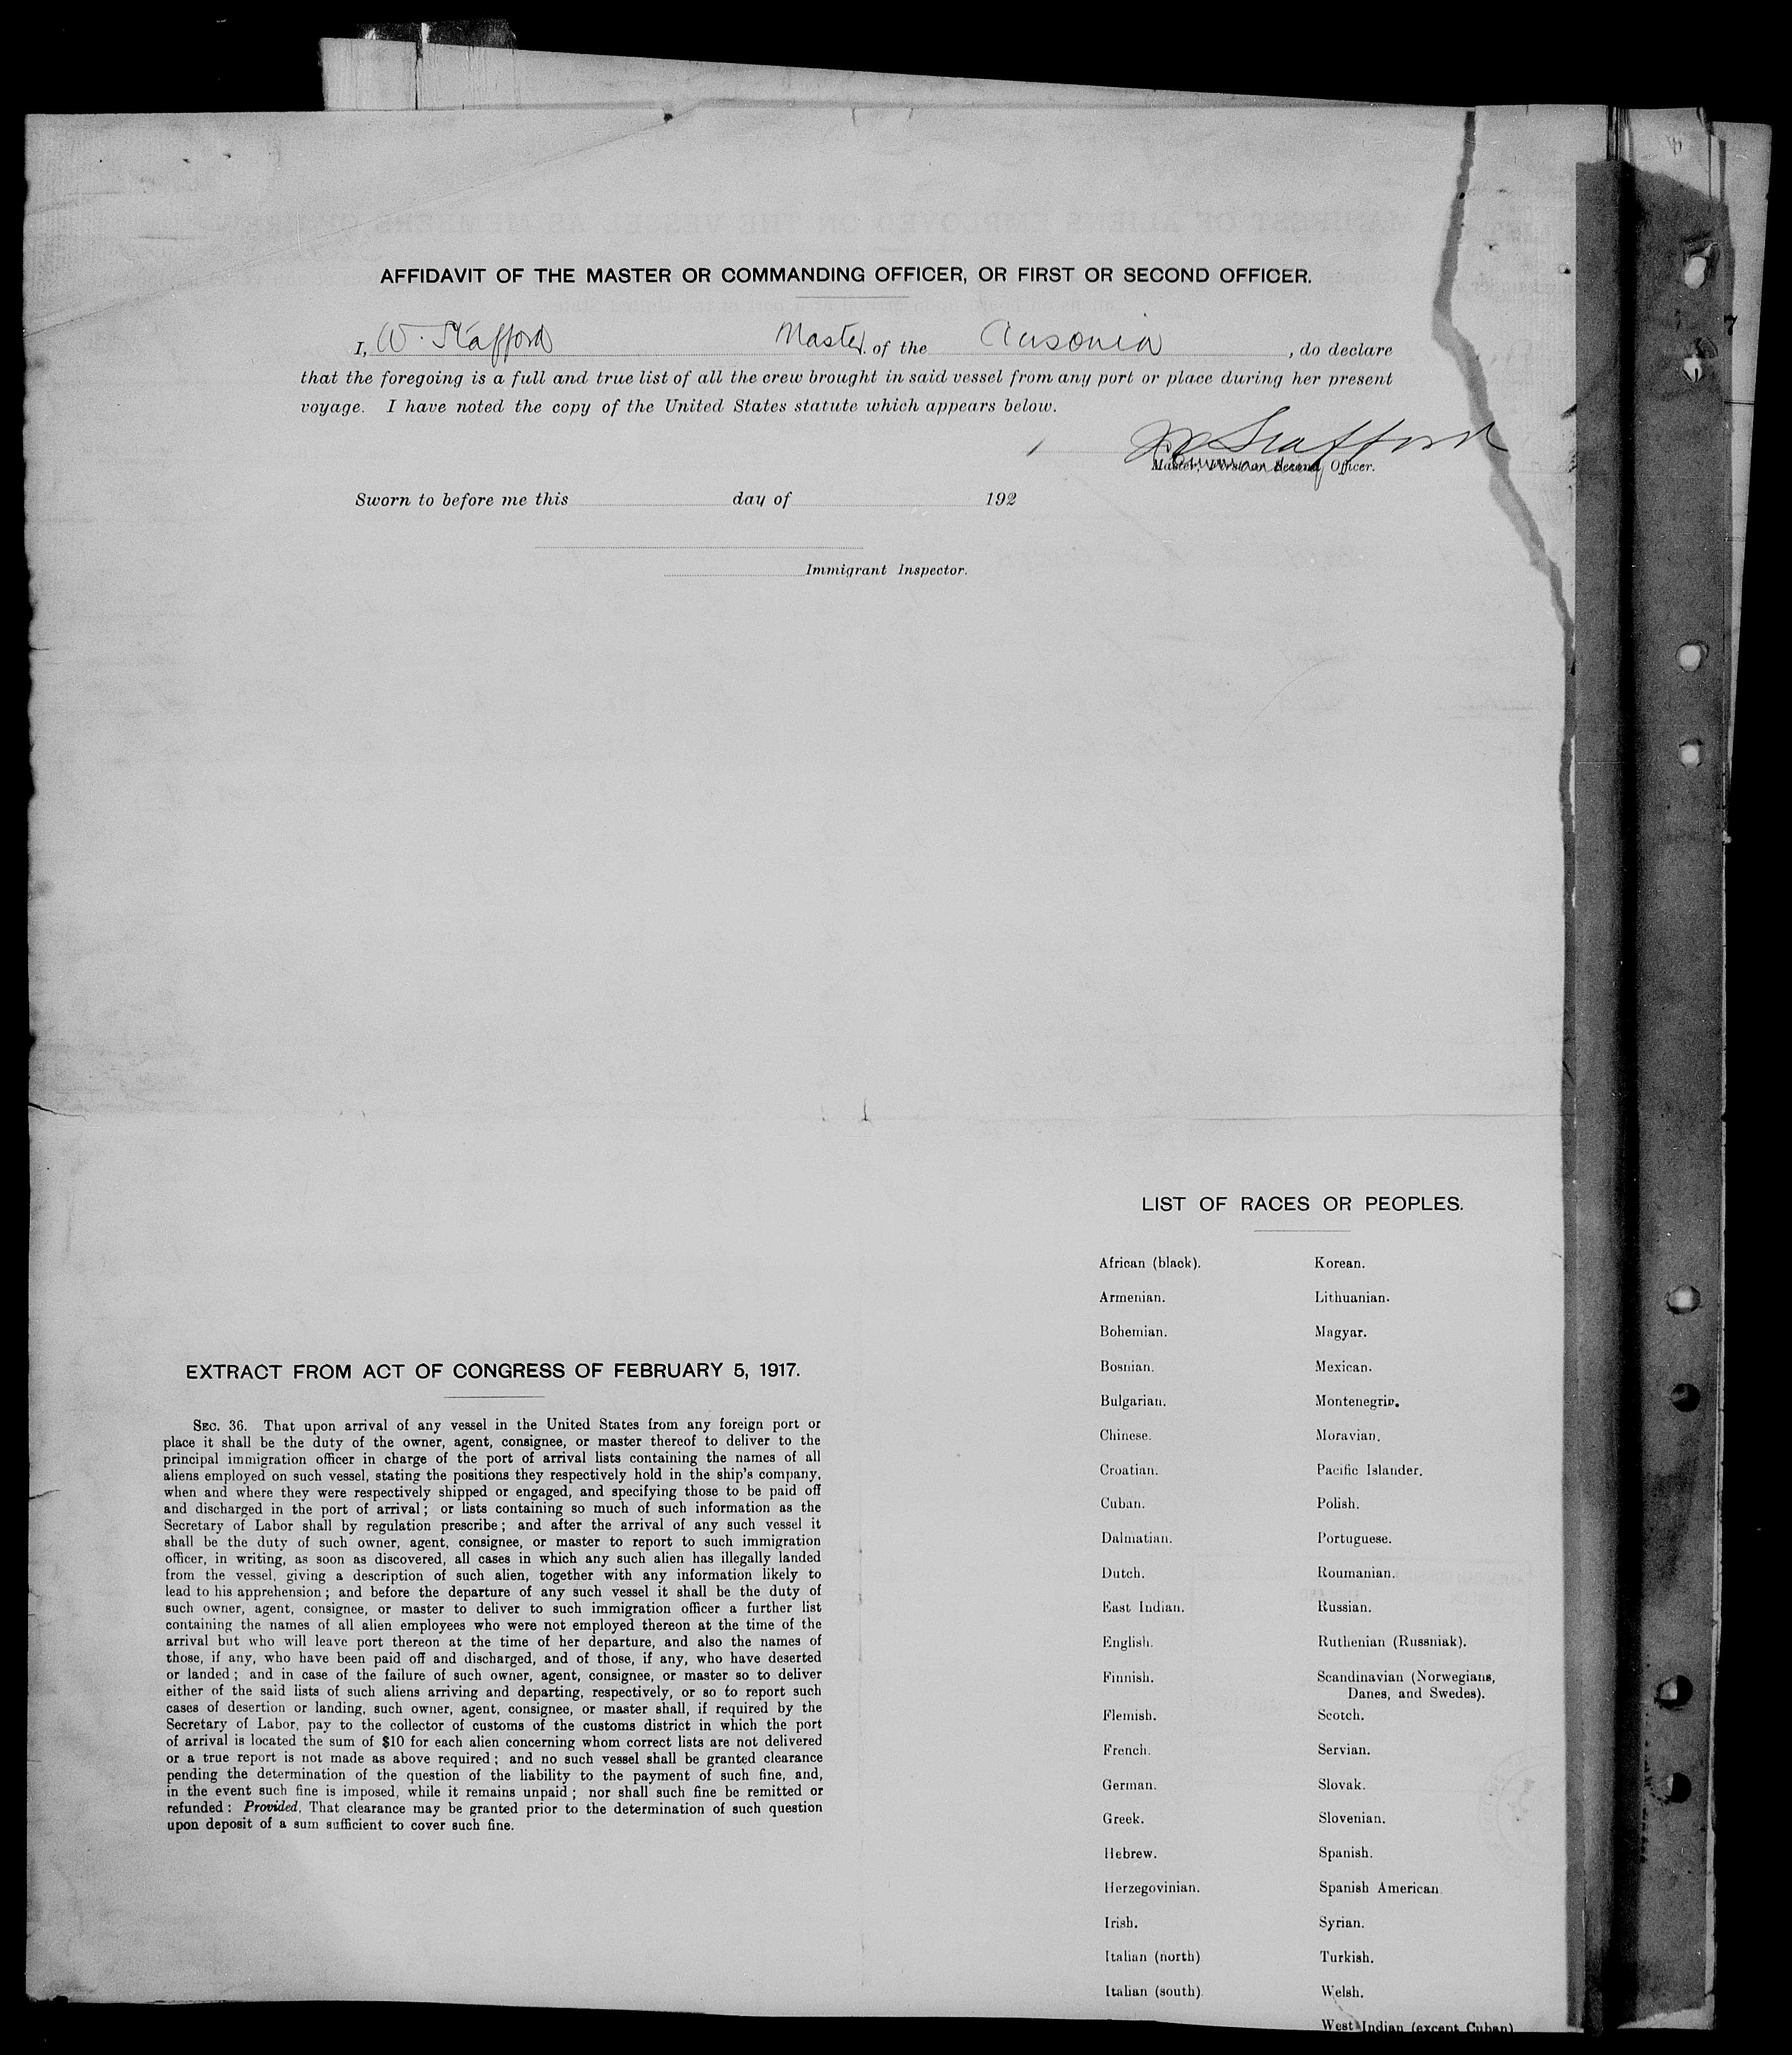 AFFIDAVIT OF THE MASTER OR COMMANDING OFFICER, OR FIRST OR SECOND OFFICER.
I, W. Stafford Master of the Ausonia , do declare
that the foregoing is a full and true list of all the crew brought in said vessel from any port or place during her present
voyage. I have noted the copy of the United States statute which appears below.
W Stafford
Master, First or Second Officer.
Sworn to before me this day of 192
Immigrant Inspector.
EXTRACT FROM ACT OF CONGRESS OF FEBRUARY 5, 1917.
SEC. 36. That upon arrival of any vessel in the United States from any foreign port or
place it shall be the duty of the owner, agent, consignee, or master thereof to deliver to the
principal immigration officer in charge of the port of arrival lists containing the names of all
aliens employed on such vessel, stating the positions they respectively hold in the ship's company,
when and where they were respectively shipped or engaged, and specifying those to be paid off
and discharged in the port of arrival; or lists containing so much of such information as the
Secretary of Labor shall by regulation prescribe; and after the arrival of any such vessel it
shall be the duty of such owner, agent, consignee, or master to report to such immigration
officer, in writing, as soon as discovered, all cases in which any such alien has illegally landed
from the vessel, giving a description of such alien, together with any information likely to
lead to his apprehension; and before the departure of any such vessel it shall be the duty of
such owner, agent, consignee, or master to deliver to such immigration officer a further list
containing the names of all alien employees who were not employed thereon at the time of the
arrival but who will leave port thereon at the time of her departure, and also the names of
those, if any, who have been paid off and discharged, and of those, if any, who have deserted
or landed; and in case of the failure of such owner, agent, consignee, or master so to deliver
either of the said lists of such aliens arriving and departing, respectively, or so to report such
cases of desertion or landing, such owner, agent, consignee, or master shall, if required by the
Secretary of Labor, pay to the collector of customs of the customs district in which the port
of arrival is located the sum of $10 for each alien concerning whom correct lists are not delivered
or a true report is not made as above required; and no such vessel shall be granted clearance
pending the determination of the question of the liability to the payment of such fine, and,
in the event such fine is imposed, while it remains unpaid; nor shall such fine be remitted or
refunded: Provided, That clearance may be granted prior to the determination of such question
upon deposit of a sum sufficient to cover such fine.
LIST OF RACES OR PEOPLES.
African (black).
Armenian.
Bohemian.
Bosnian.
Bulgarian.
Chinese.
Croatian.
Cuban.
Dalmatian.
Dutch.
East Indian.
English.
Finnish.
Flemish.
French.
German.
Greek.
Hebrew.
Herzegovinian.
Irish.
Italian (north)
Italian (south).
Korean.
Lithuanian.
Magyar.
Mexican.
Montenegrin.
Moravian.
Pacific Islander.
Polish.
Portuguese.
Roumanian.
Russian.
Ruthenian (Russniak).
Scandinavian (Norwegians,
Danes, and Swedes).
Scotch.
Servian.
Slovak.
Slovenian.
Spanish.
Spanish American.
Syrian.
Turkish.
Welsh.
West Indian (except Cuban)